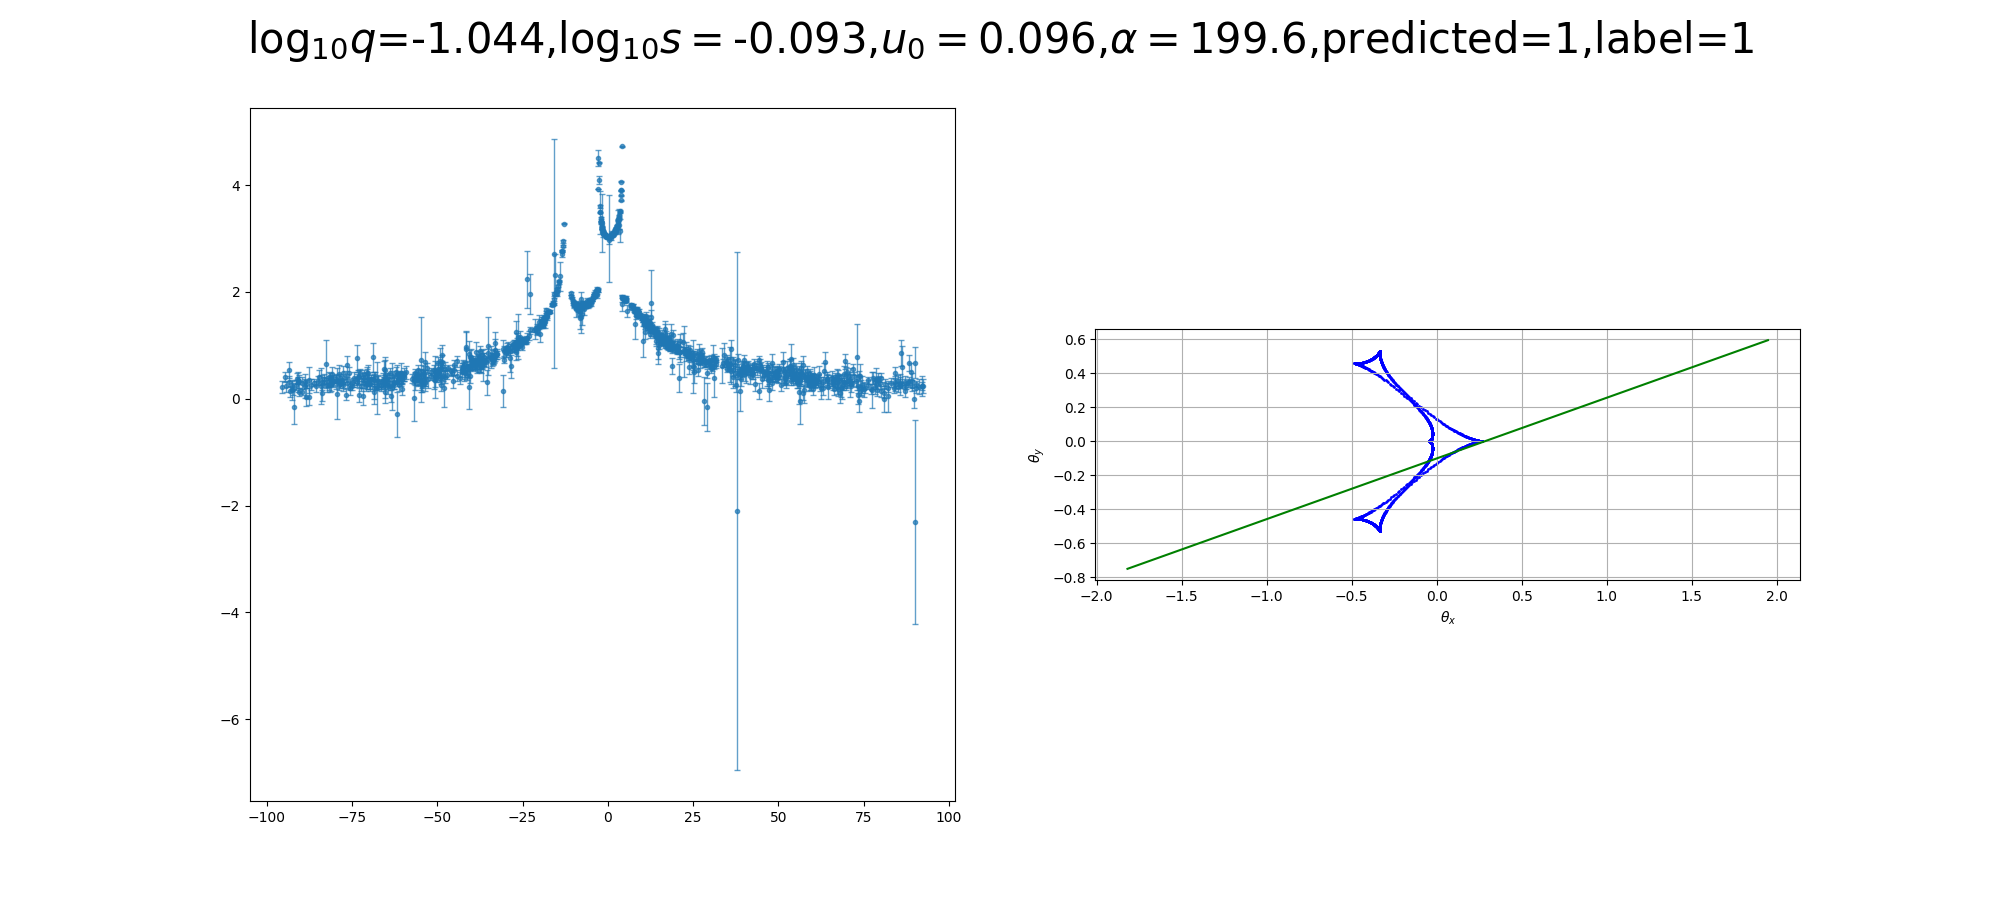 log₁₀q=-1.044,log₁₀s = -0.093,u₀ = 0.096,α = 199.6,predicted=1,label=1
4
2
0
−2
−4
−6
−100 −75 −50 −25 0 25 50 75 100
0.6
0.4
0.2
0.0
−0.2
−0.4
−0.6
−0.8
−2.0 −1.5 −1.0 −0.5 0.0 0.5 1.0 1.5 2.0
θₓ
θᵧ